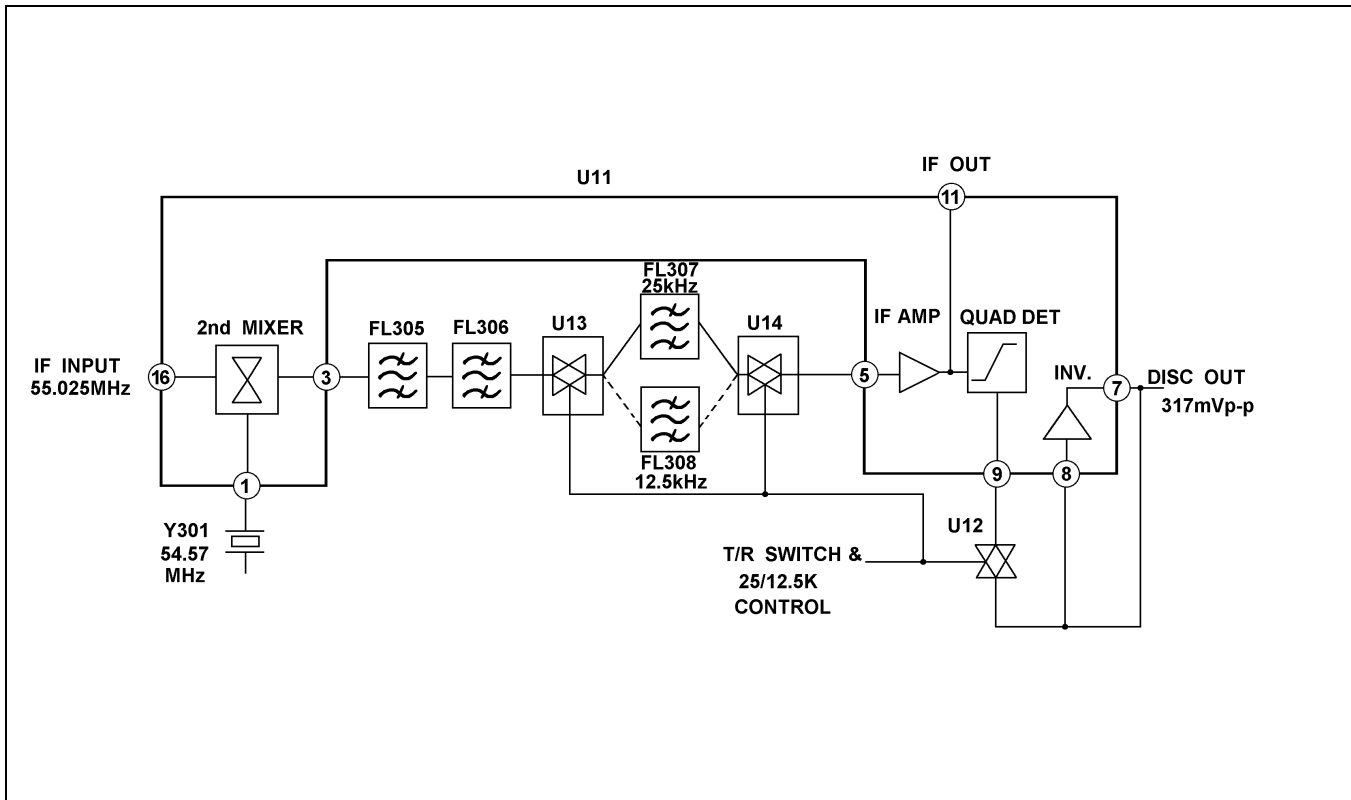 IF OUT
U11
11
FL307
25kHz
2nd MIXER
FL305
FL306
U13
U14
IF AMP
QUAD DET
IF INPUT
55.025MHz
16
3
5
INV.
7
DISC OUT
317mVp-p
FL308
12.5kHz
1
9
8
Y301
54.57
MHz
U12
T/R SWITCH &
25/12.5K
CONTROL